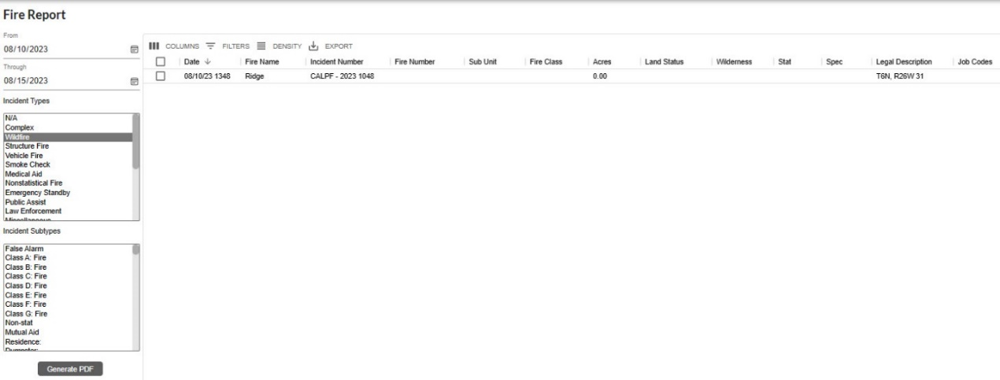 Fire Report
From
08/10/2023
Through
08/15/2023
Incident Types
N/A
Complex
Wildfire
Structure Fire
Vehicle Fire
Smoke Check
Medical Aid
Nonstatistical Fire
Emergency Standby
Public Assist
Law Enforcement
Miscellaneous
Incident Subtypes
False Alarm
Class A: Fire
Class B: Fire
Class C: Fire
Class D: Fire
Class E: Fire
Class F: Fire
Class G: Fire
Non-stat
Mutual Aid
Residence:
Dumpster:
Generate PDF
COLUMNS FILTERS DENSITY EXPORT
Date Fire Name Incident Number Fire Number Sub Unit Fire Class Acres Land Status Wilderness Stat Spec Legal Description Job Codes
08/10/23 1348 Ridge CALPF - 2023 1048 0.00 T6N, R26W 31